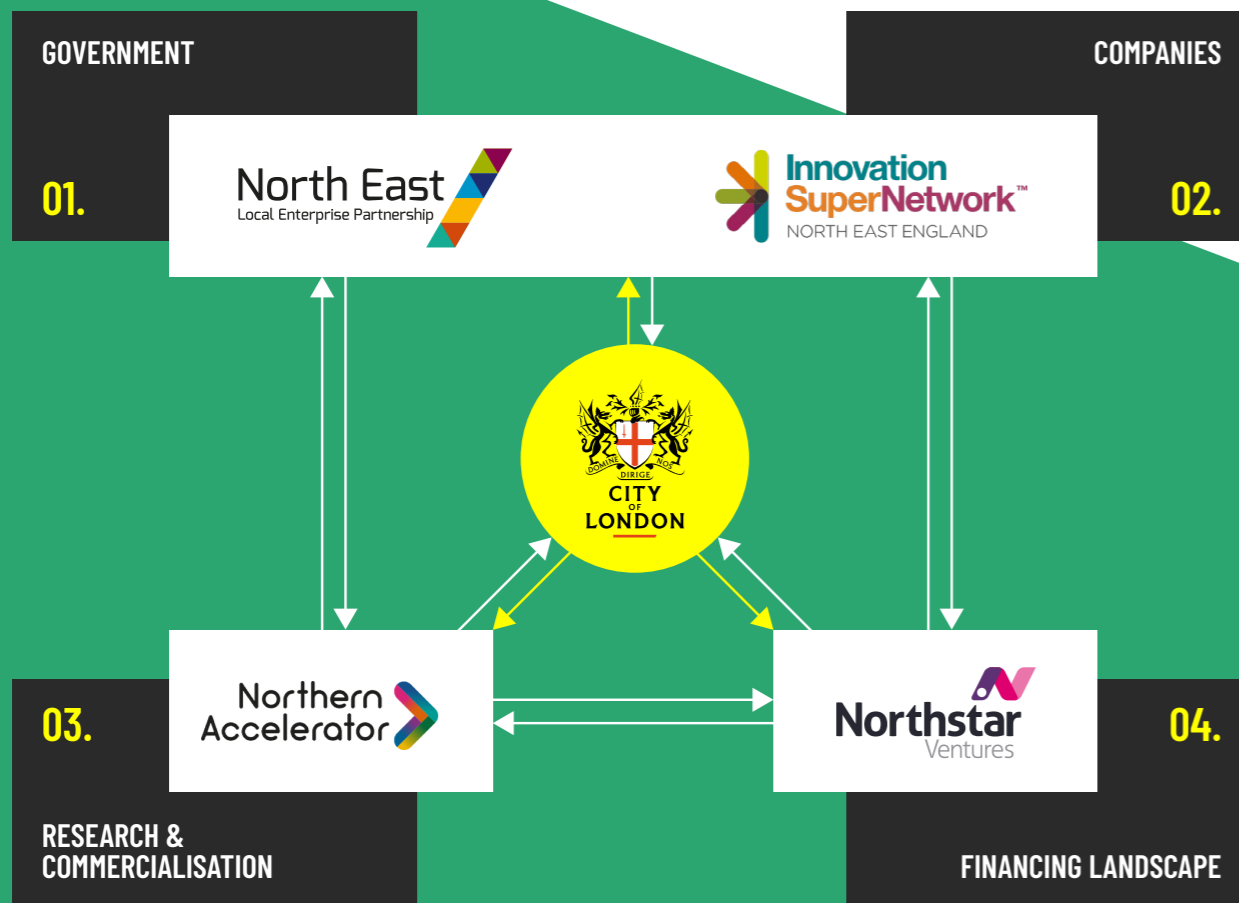 GOVERNMENT
COMPANIES
01.
North East
Local Enterprise Partnership
Innovation
SuperNetwork™
NORTH EAST ENGLAND
02.
DOMINE DIRIGE NOS
CITY
OF
LONDON
03.
Northern
Accelerator
Northstar
Ventures
04.
RESEARCH &
COMMERCIALISATION
FINANCING LANDSCAPE